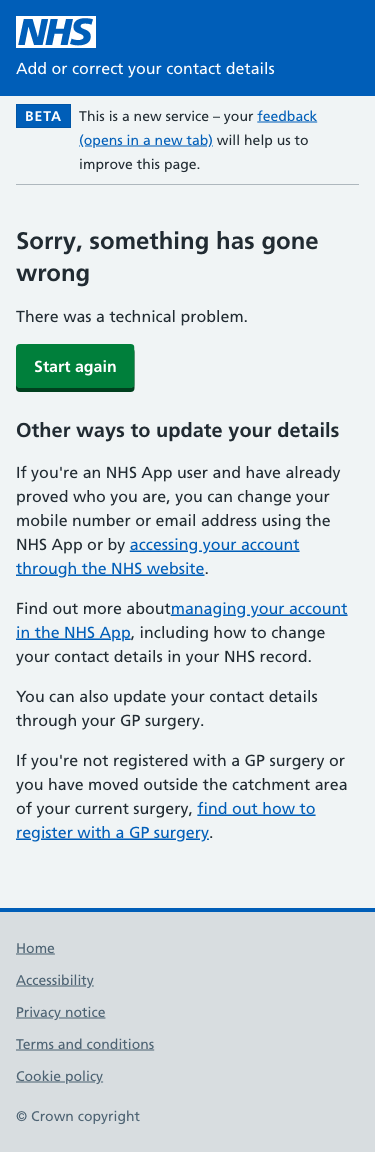 NHS
Add or correct your contact details
BETA
This is a new service – your feedback
(opens in a new tab) will help us to
improve this page.
Sorry, something has gone
wrong
There was a technical problem.
Start again
Other ways to update your details
If you're an NHS App user and have already
proved who you are, you can change your
mobile number or email address using the
NHS App or by accessing your account
through the NHS website.
Find out more aboutmanaging your account
in the NHS App, including how to change
your contact details in your NHS record.
You can also update your contact details
through your GP surgery.
If you're not registered with a GP surgery or
you have moved outside the catchment area
of your current surgery, find out how to
register with a GP surgery.
Home
Accessibility
Privacy notice
Terms and conditions
Cookie policy
© Crown copyright